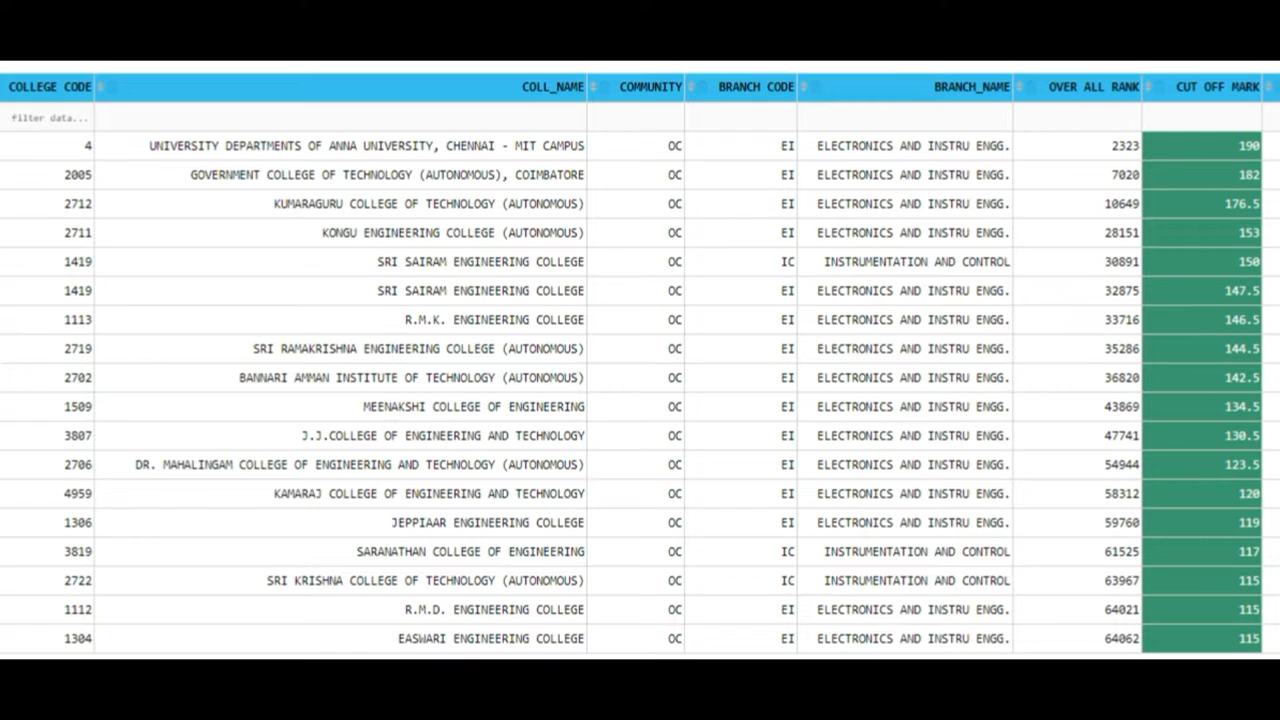 COLLEGE CODE COLL_NAME COMMUNITY BRANCH CODE BRANCH_NAME OVER ALL RANK CUT OFF MARK
filter data...
4 UNIVERSITY DEPARTMENTS OF ANNA UNIVERSITY, CHENNAI - MIT CAMPUS OC EI ELECTRONICS AND INSTRU ENGG. 2323 190
2005 GOVERNMENT COLLEGE OF TECHNOLOGY (AUTONOMOUS), COIMBATORE OC EI ELECTRONICS AND INSTRU ENGG. 7020 182
2712 KUMARAGURU COLLEGE OF TECHNOLOGY (AUTONOMOUS) OC EI ELECTRONICS AND INSTRU ENGG. 10649 176.5
2711 KONGU ENGINEERING COLLEGE (AUTONOMOUS) OC EI ELECTRONICS AND INSTRU ENGG. 28151 153
1419 SRI SAIRAM ENGINEERING COLLEGE OC IC INSTRUMENTATION AND CONTROL 30891 150
1419 SRI SAIRAM ENGINEERING COLLEGE OC EI ELECTRONICS AND INSTRU ENGG. 32875 147.5
1113 R.M.K. ENGINEERING COLLEGE OC EI ELECTRONICS AND INSTRU ENGG. 33716 146.5
2719 SRI RAMAKRISHNA ENGINEERING COLLEGE (AUTONOMOUS) OC EI ELECTRONICS AND INSTRU ENGG. 35286 144.5
2702 BANNARI AMMAN INSTITUTE OF TECHNOLOGY (AUTONOMOUS) OC EI ELECTRONICS AND INSTRU ENGG. 36820 142.5
1509 MEENAKSHI COLLEGE OF ENGINEERING OC EI ELECTRONICS AND INSTRU ENGG. 43869 134.5
3807 J.J.COLLEGE OF ENGINEERING AND TECHNOLOGY OC EI ELECTRONICS AND INSTRU ENGG. 47741 130.5
2706 DR. MAHALINGAM COLLEGE OF ENGINEERING AND TECHNOLOGY (AUTONOMOUS) OC EI ELECTRONICS AND INSTRU ENGG. 54944 123.5
4959 KAMARAJ COLLEGE OF ENGINEERING AND TECHNOLOGY OC EI ELECTRONICS AND INSTRU ENGG. 58312 120
1306 JEPPIAAR ENGINEERING COLLEGE OC EI ELECTRONICS AND INSTRU ENGG. 59760 119
3819 SARANATHAN COLLEGE OF ENGINEERING OC IC INSTRUMENTATION AND CONTROL 61525 117
2722 SRI KRISHNA COLLEGE OF TECHNOLOGY (AUTONOMOUS) OC IC INSTRUMENTATION AND CONTROL 63967 115
1112 R.M.D. ENGINEERING COLLEGE OC EI ELECTRONICS AND INSTRU ENGG. 64021 115
1304 EASWARI ENGINEERING COLLEGE OC EI ELECTRONICS AND INSTRU ENGG. 64062 115